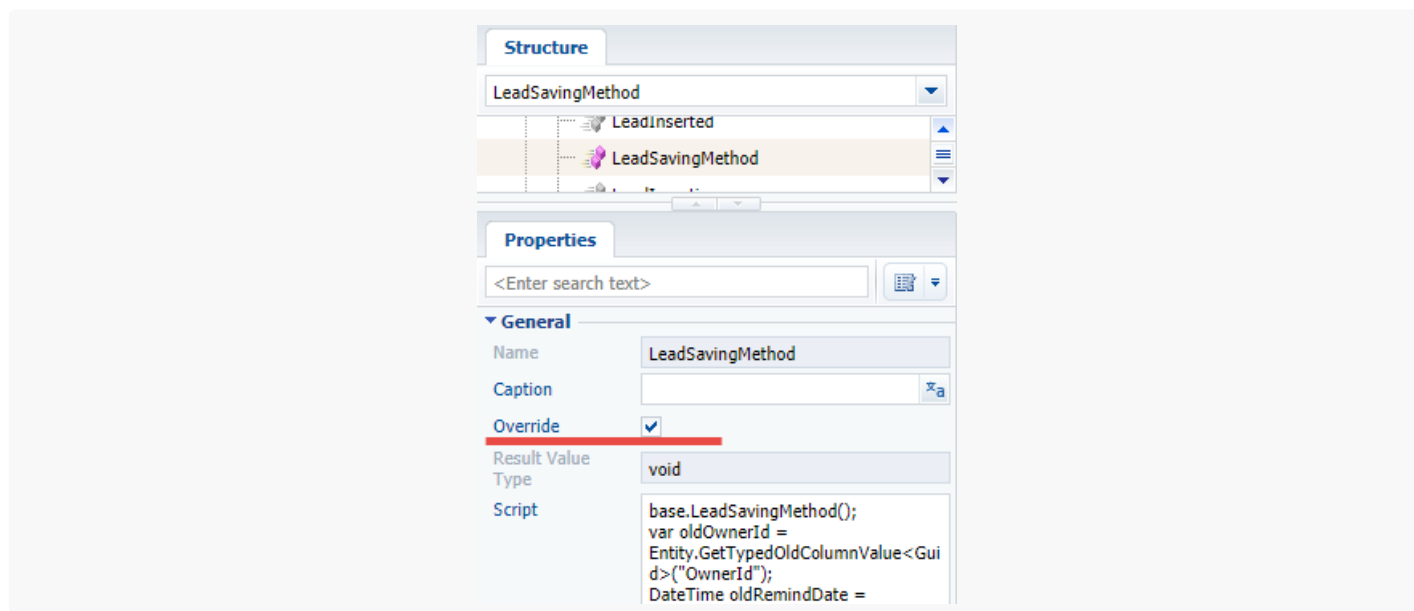 Structure
LeadSavingMethod
LeadInserted
LeadSavingMethod
Properties
<Enter search text>
General
Name
LeadSavingMethod
Caption
Override
Result Value
Type
void
Script
base.LeadSavingMethod();
var oldOwnerId =
Entity.GetTypedOldColumnValue<Gui
d>("OwnerId");
DateTime oldRemindDate =